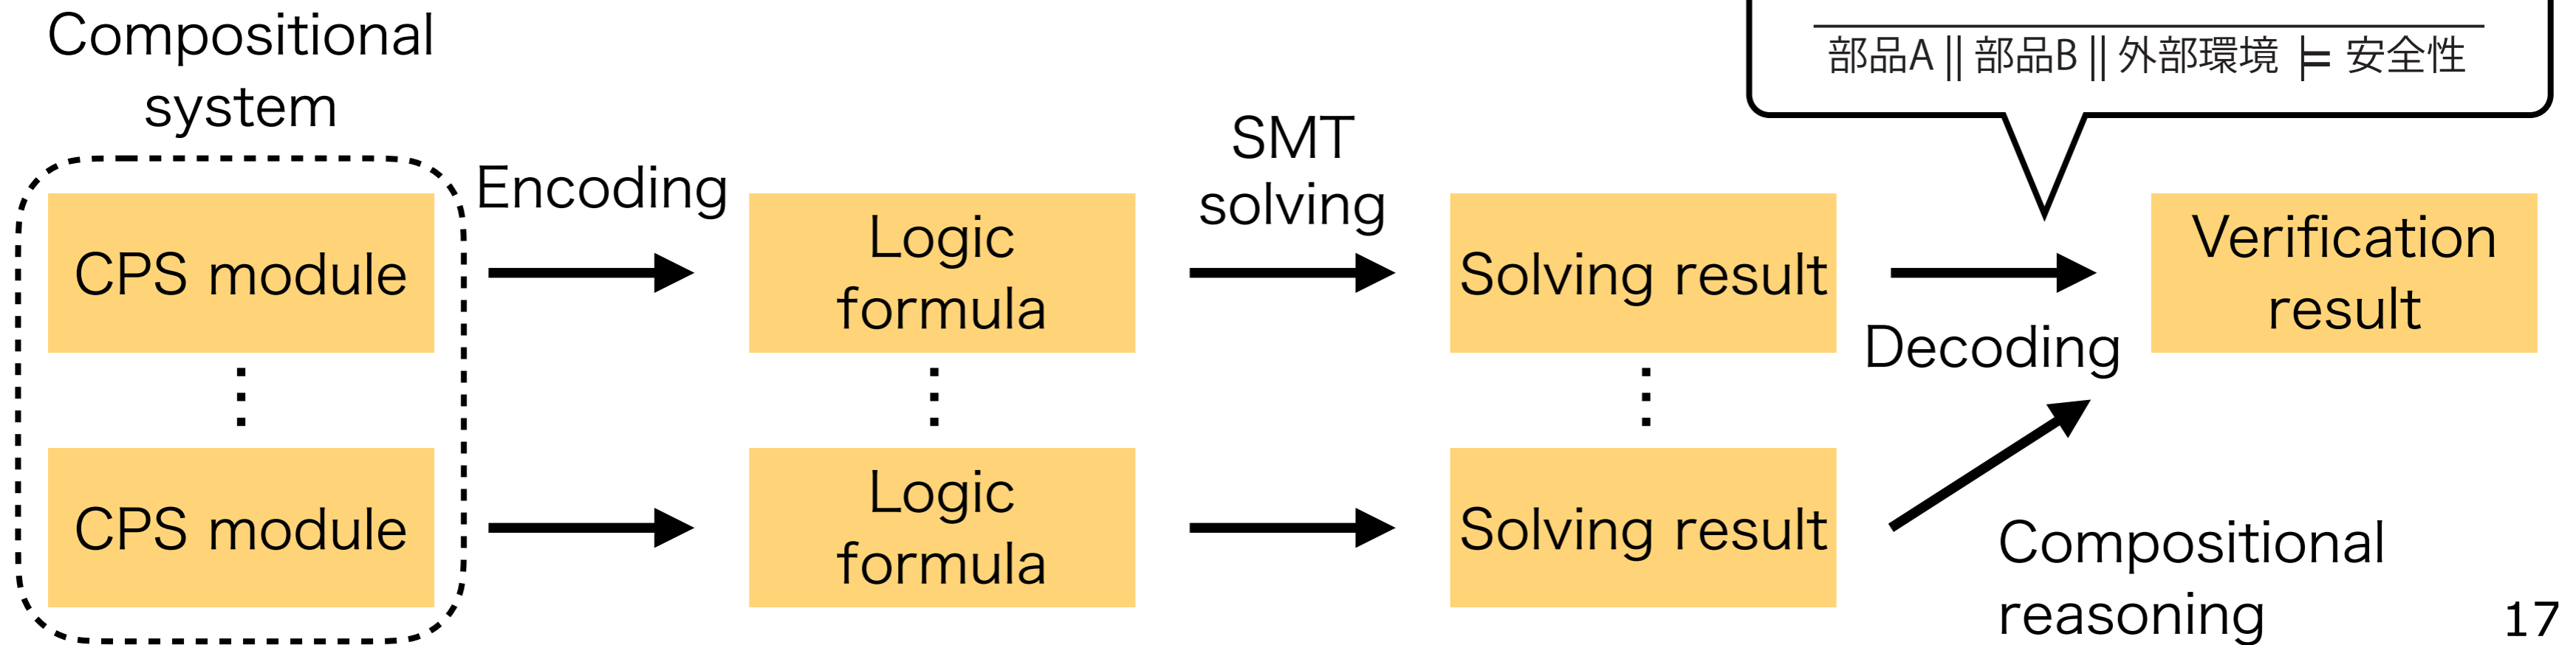 Compositional
system
部品A || 部品B || 外部環境 ⊨ 安全性
Encoding
SMT
solving
CPS module
Logic
formula
Solving result
Verification
result
Decoding
CPS module
Logic
formula
Solving result
Compositional
reasoning
17